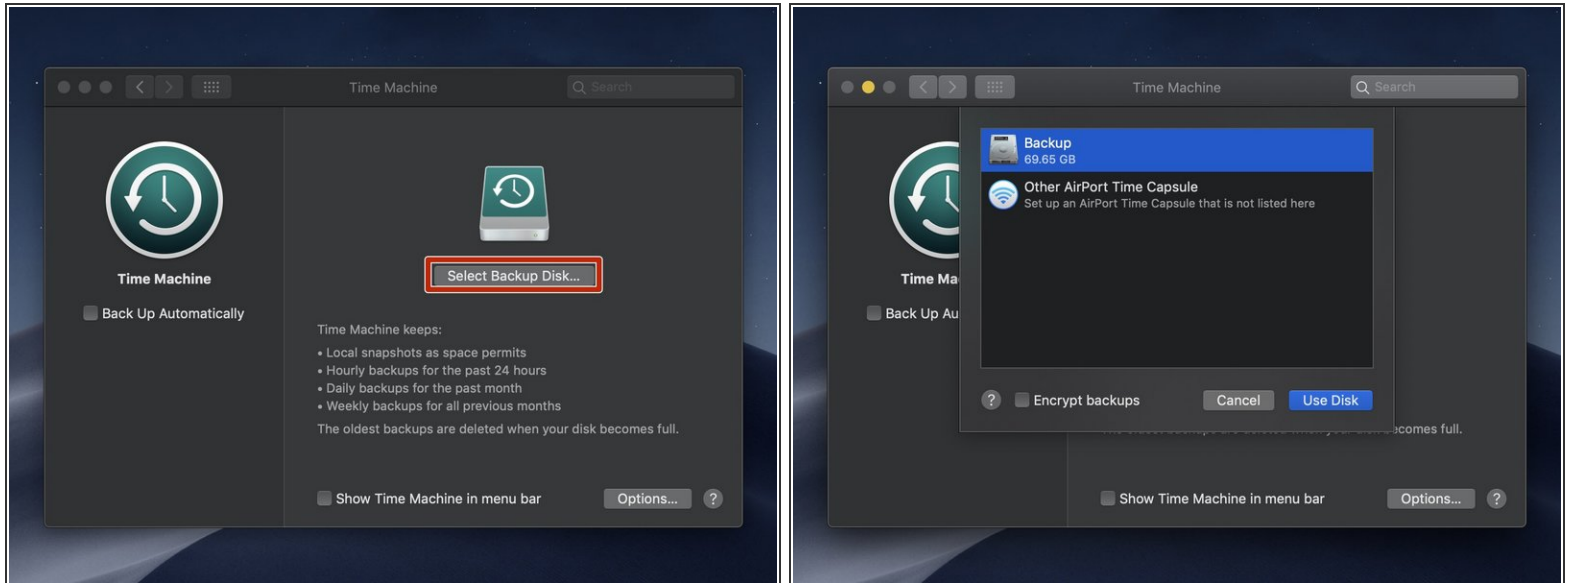 Time Machine
Search
Time Machine
Back Up Automatically
Select Backup Disk...
Time Machine keeps:
• Local snapshots as space permits
• Hourly backups for the past 24 hours
• Daily backups for the past month
• Weekly backups for all previous months
The oldest backups are deleted when your disk becomes full.
Show Time Machine in menu bar
Options...
?
Time Machine
Search
Backup
69.65 GB
Other AirPort Time Capsule
Set up an AirPort Time Capsule that is not listed here
Time Ma
Back Up Au
?
Encrypt backups
Cancel
Use Disk
ecomes full.
Show Time Machine in menu bar
Options...
?